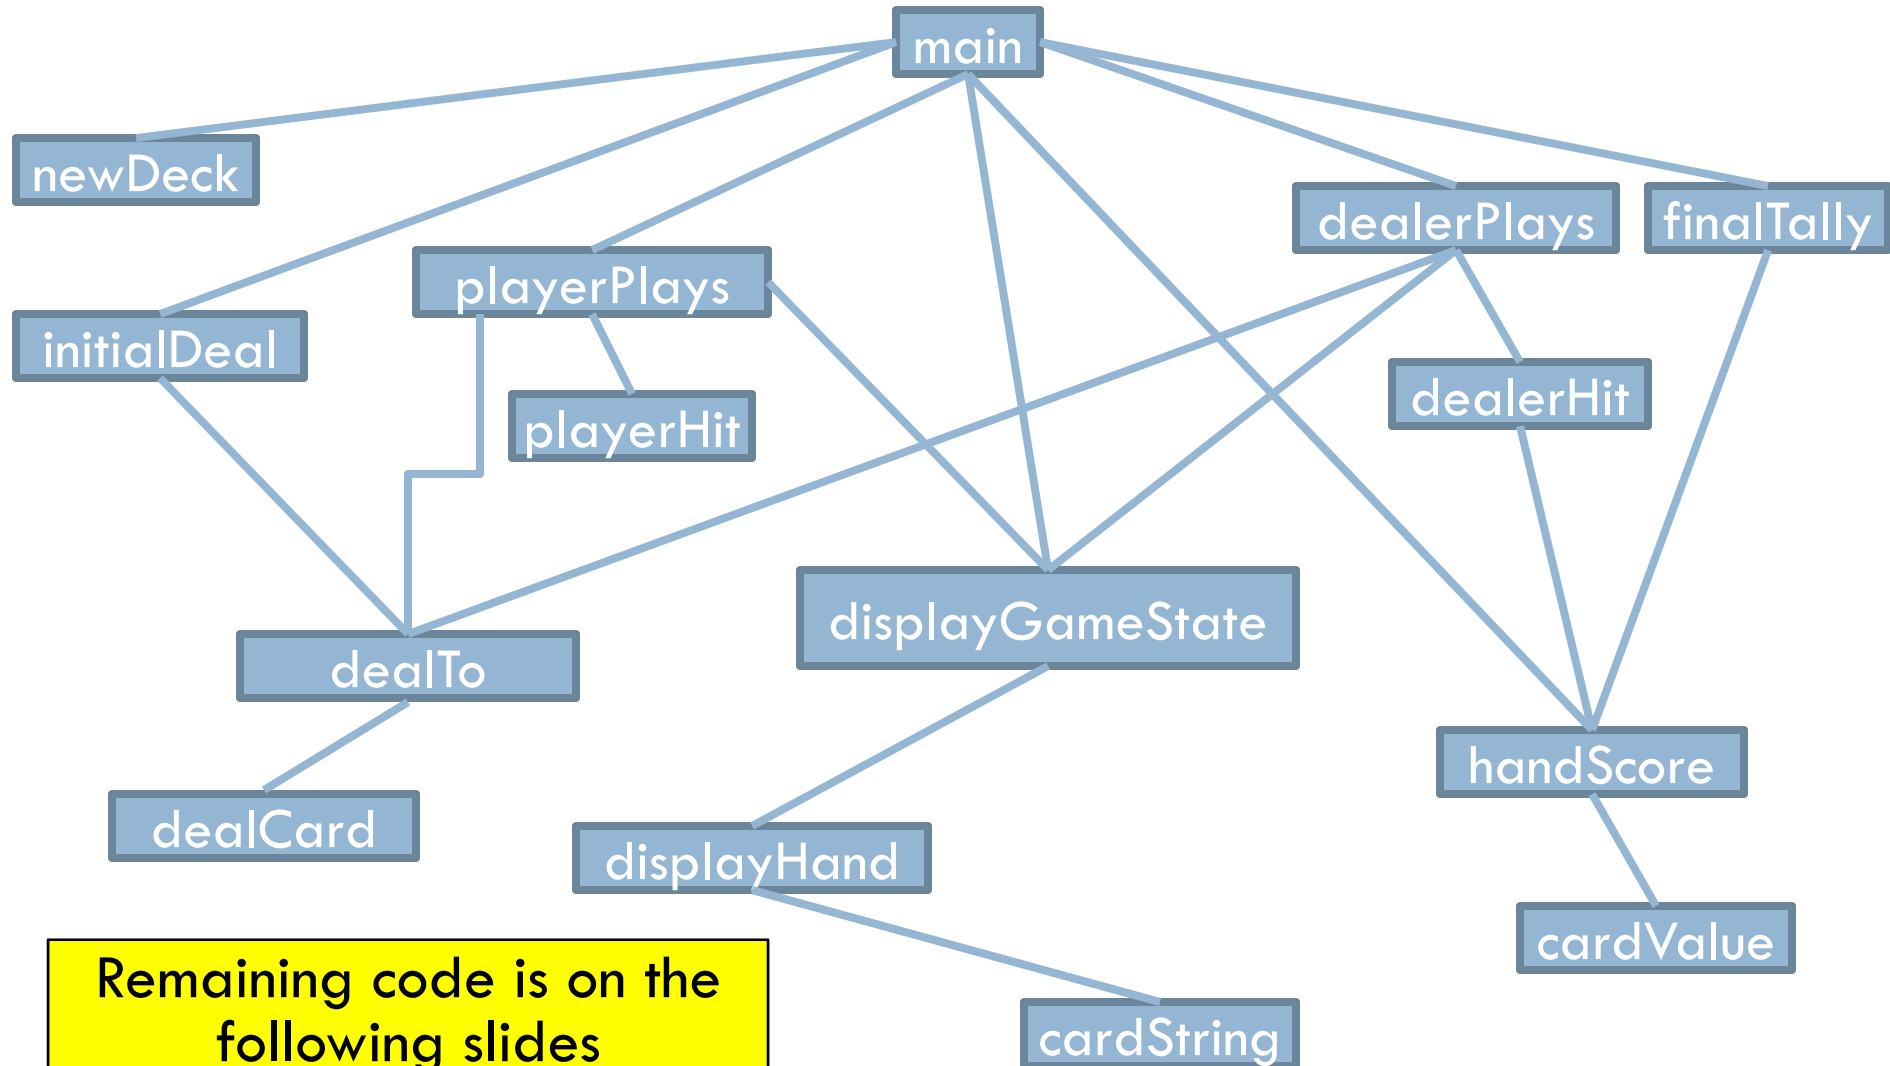 main
newDeck
dealerPlays
finalTally
playerPlays
initialDeal
dealerHit
playerHit
displayGameState
dealTo
handScore
dealCard
displayHand
cardValue
Remaining code is on the
following slides
cardString